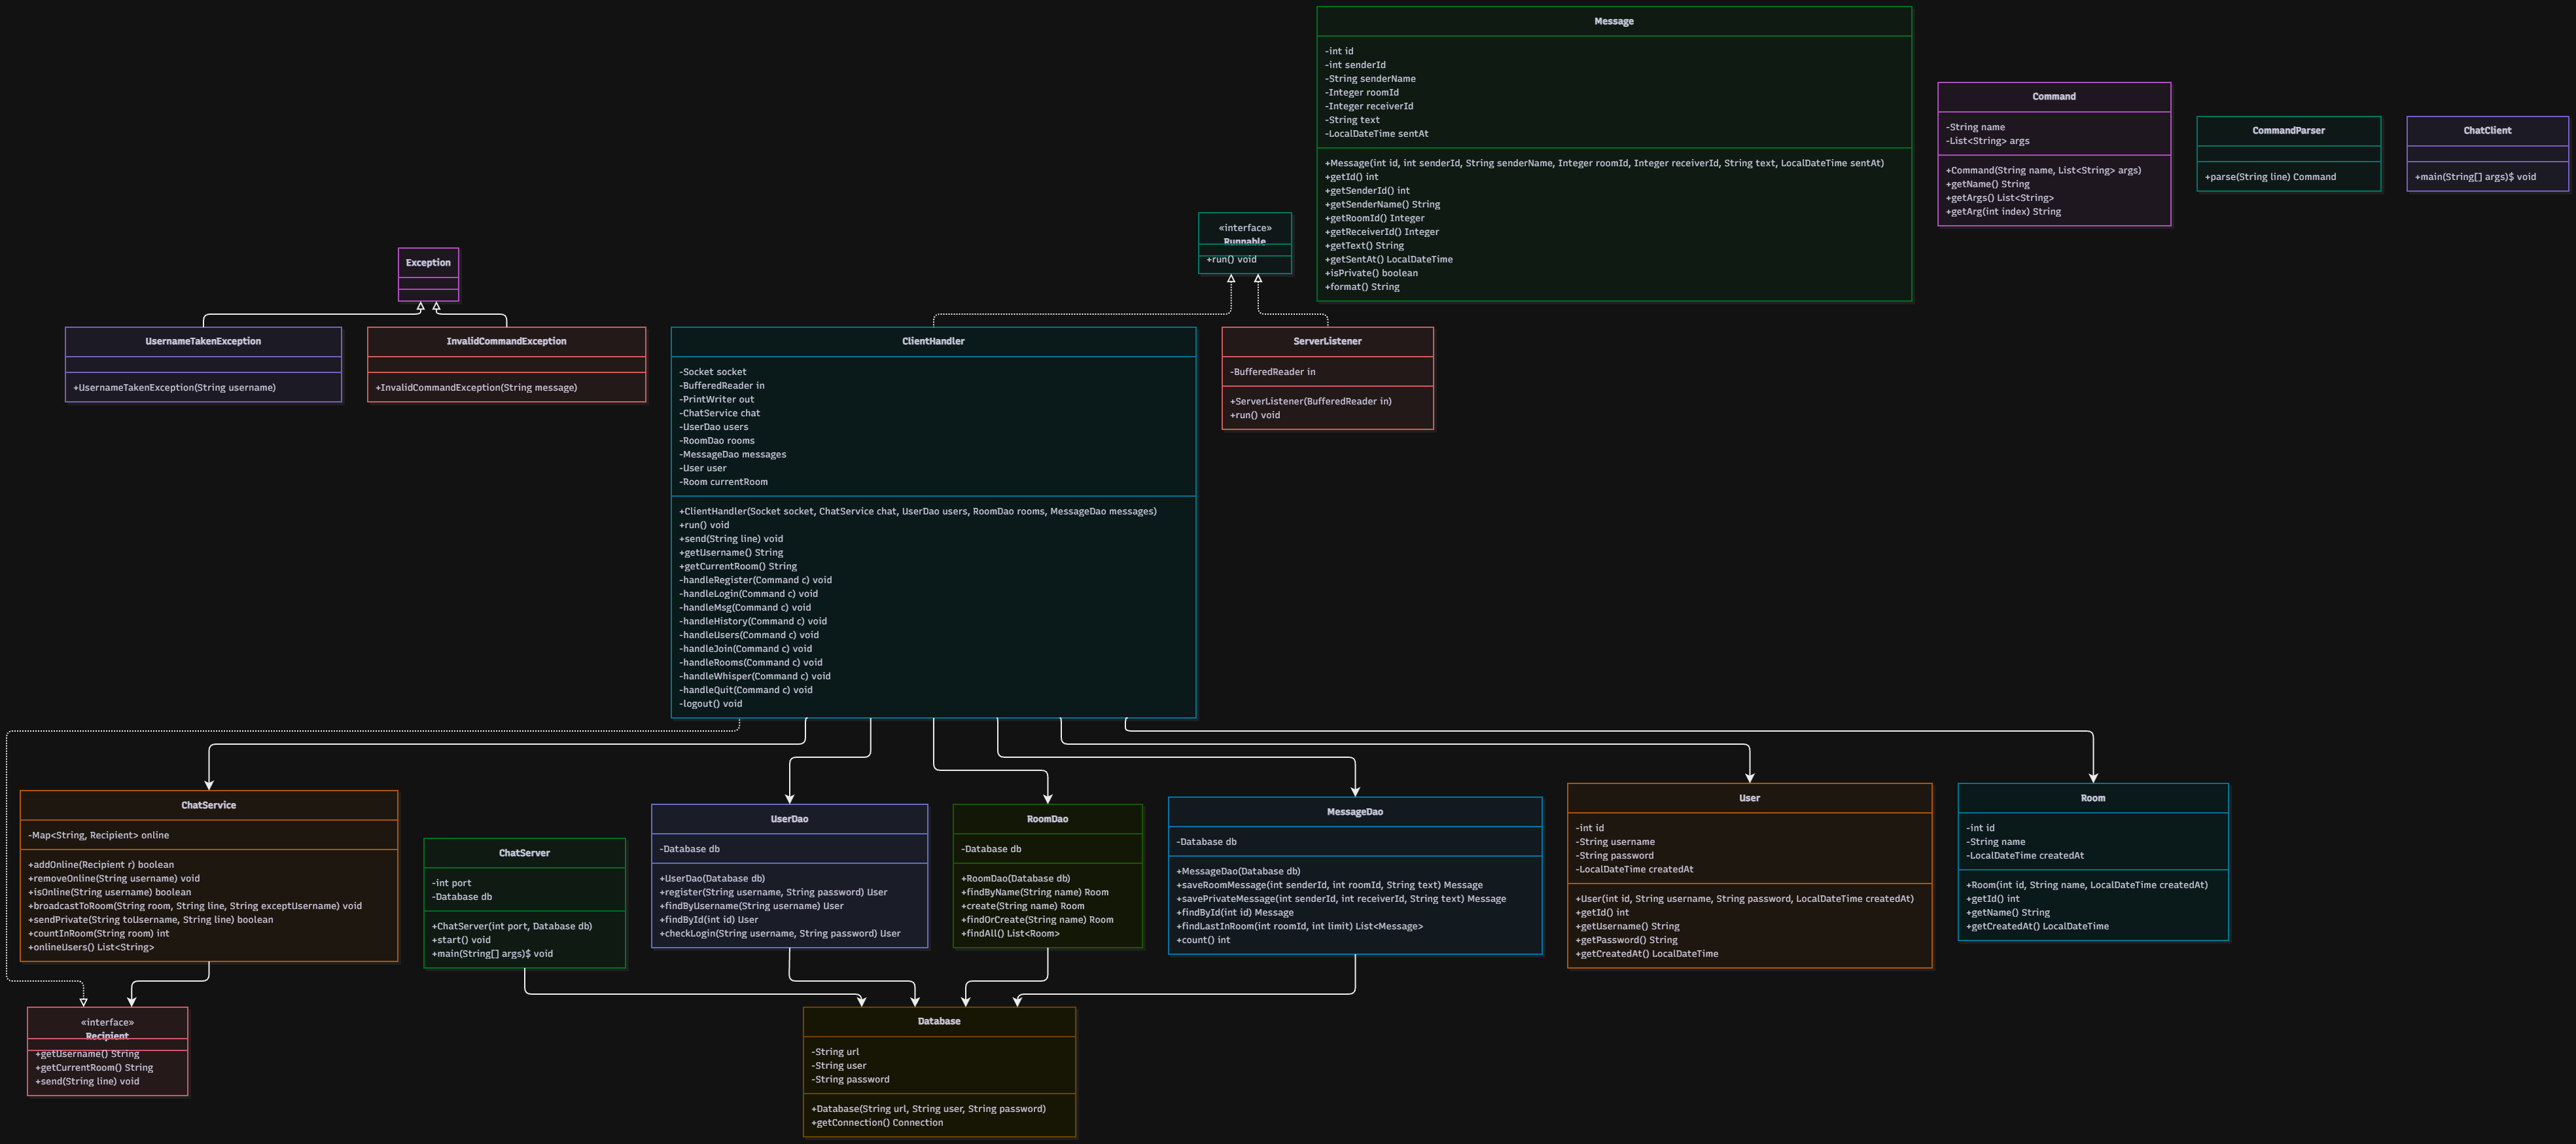 Message
-int id
-int senderId
-String senderName
-Integer roomId
-Integer receiverId
-String text
-LocalDateTime sentAt
+Message(int id, int senderId, String senderName, Integer roomId, Integer receiverId, String text, LocalDateTime sentAt)
+getId() int
+getSenderId() int
+getSenderName() String
+getRoomId() Integer
+getReceiverId() Integer
+getText() String
+getSentAt() LocalDateTime
+isPrivate() boolean
+format() String
Command
-String name
-List<String> args
+Command(String name, List<String> args)
+getName() String
+getArgs() List<String>
+getArg(int index) String
CommandParser
+parse(String line) Command
ChatClient
+main(String[] args)$ void
«interface»
Runnable
+run() void
Exception
UsernameTakenException
+UsernameTakenException(String username)
InvalidCommandException
+InvalidCommandException(String message)
ClientHandler
-Socket socket
-BufferedReader in
-PrintWriter out
-ChatService chat
-UserDao users
-RoomDao rooms
-MessageDao messages
-User user
-Room currentRoom
+ClientHandler(Socket socket, ChatService chat, UserDao users, RoomDao rooms, MessageDao messages)
+run() void
+send(String line) void
+getUsername() String
+getCurrentRoom() String
-handleRegister(Command c) void
-handleLogin(Command c) void
-handleMsg(Command c) void
-handleHistory(Command c) void
-handleUsers(Command c) void
-handleJoin(Command c) void
-handleRooms(Command c) void
-handleWhisper(Command c) void
-handleQuit(Command c) void
-logout() void
ServerListener
-BufferedReader in
+ServerListener(BufferedReader in)
+run() void
ChatService
-Map<String, Recipient> online
+addOnline(Recipient r) boolean
+removeOnline(String username) void
+isOnline(String username) boolean
+broadcastToRoom(String room, String line, String exceptUsername) void
+sendPrivate(String toUsername, String line) boolean
+countInRoom(String room) int
+onlineUsers() List<String>
ChatServer
-int port
-Database db
+ChatServer(int port, Database db)
+start() void
+main(String[] args)$ void
UserDao
-Database db
+UserDao(Database db)
+register(String username, String password) User
+findByUsername(String username) User
+findById(int id) User
+checkLogin(String username, String password) User
RoomDao
-Database db
+RoomDao(Database db)
+findByName(String name) Room
+create(String name) Room
+findOrCreate(String name) Room
+findAll() List<Room>
MessageDao
-Database db
+MessageDao(Database db)
+saveRoomMessage(int senderId, int roomId, String text) Message
+savePrivateMessage(int senderId, int receiverId, String text) Message
+findById(int id) Message
+findLastInRoom(int roomId, int limit) List<Message>
+count() int
User
-int id
-String username
-String password
-LocalDateTime createdAt
+User(int id, String username, String password, LocalDateTime createdAt)
+getId() int
+getUsername() String
+getPassword() String
+getCreatedAt() LocalDateTime
Room
-int id
-String name
-LocalDateTime createdAt
+Room(int id, String name, LocalDateTime createdAt)
+getId() int
+getName() String
+getCreatedAt() LocalDateTime
«interface»
Recipient
+getUsername() String
+getCurrentRoom() String
+send(String line) void
Database
-String url
-String user
-String password
+Database(String url, String user, String password)
+getConnection() Connection